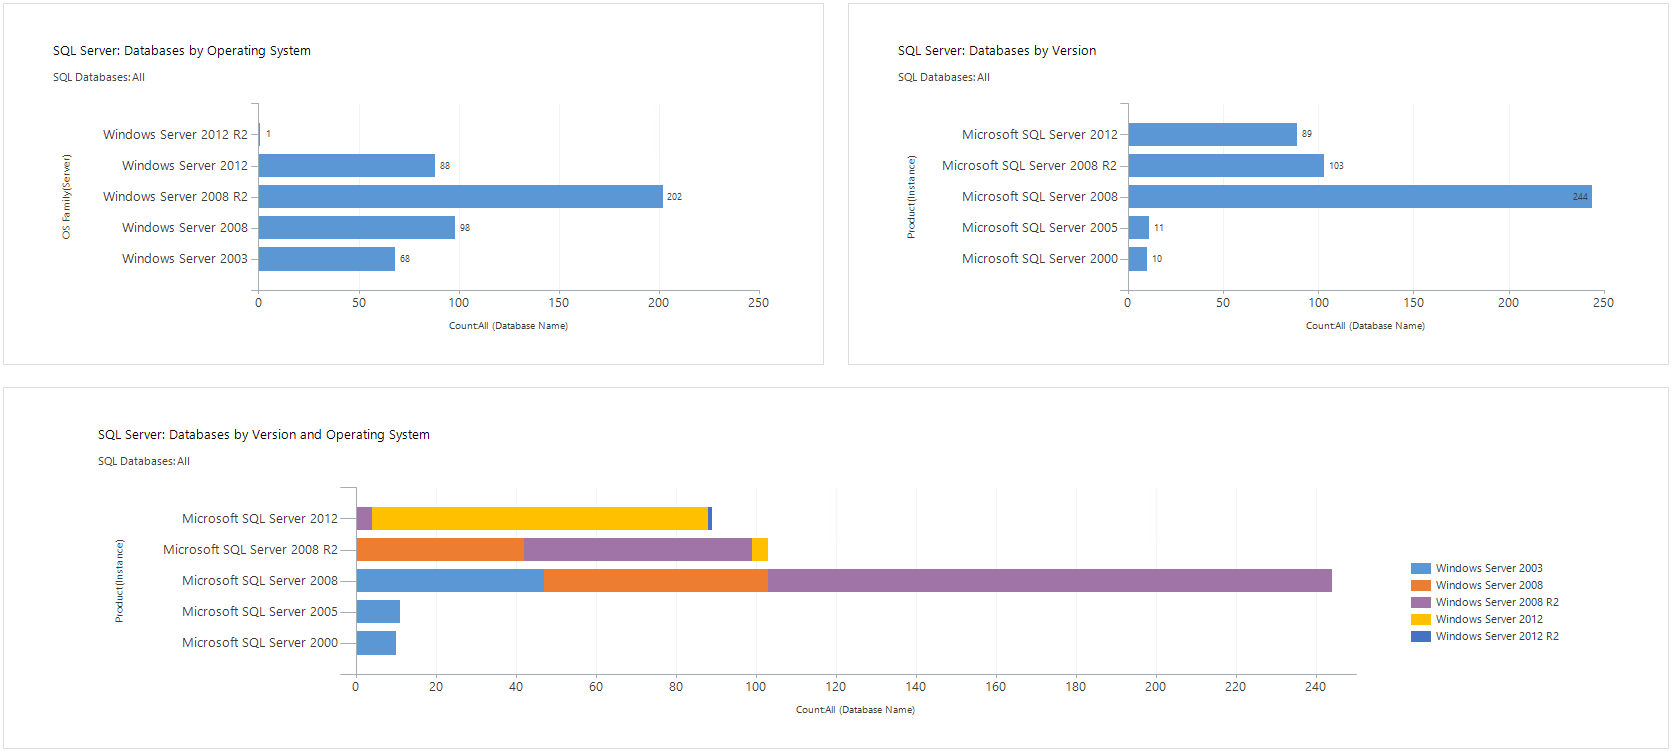 SQL Server: Databases by Operating System
SQL Databases:All
OS Family(Server)
Windows Server 2012 R2
1
Windows Server 2012
88
Windows Server 2008 R2
202
Windows Server 2008
98
Windows Server 2003
68
0 50 100 150 200 250
Count:All (Database Name)
SQL Server: Databases by Version
SQL Databases:All
Product(Instance)
Microsoft SQL Server 2012
89
Microsoft SQL Server 2008 R2
103
Microsoft SQL Server 2008
244
Microsoft SQL Server 2005
11
Microsoft SQL Server 2000
10
0 50 100 150 200 250
Count:All (Database Name)
SQL Server: Databases by Version and Operating System
SQL Databases:All
Product(Instance)
Microsoft SQL Server 2012
Microsoft SQL Server 2008 R2
Microsoft SQL Server 2008
Microsoft SQL Server 2005
Microsoft SQL Server 2000
0 20 40 60 80 100 120 140 160 180 200 220 240
Count:All (Database Name)
Windows Server 2003
Windows Server 2008
Windows Server 2008 R2
Windows Server 2012
Windows Server 2012 R2